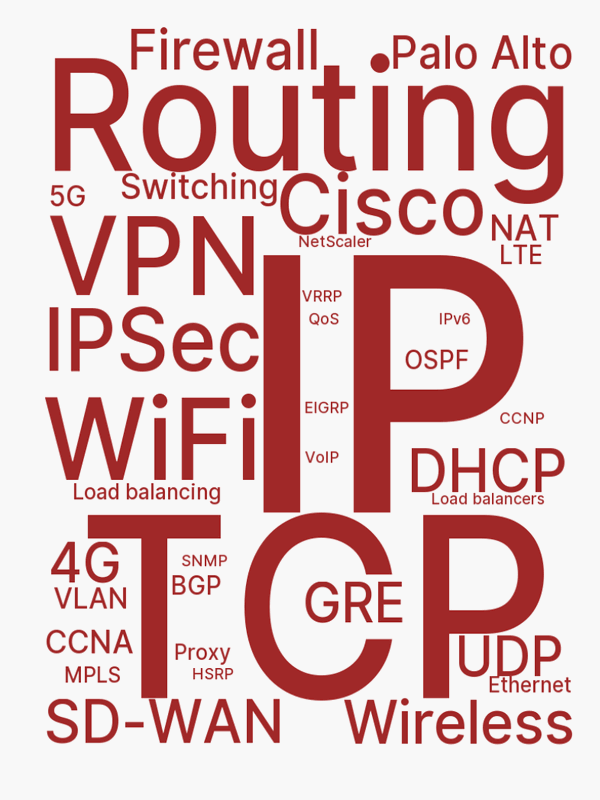 Firewall
Palo Alto
Routing
5G
Switching
Cisco
NAT
NetScaler
LTE
VPN
IP
VRRP
QoS
IPv6
IPSec
OSPF
EIGRP
CCNP
WiFi
VoIP
DHCP
Load balancing
Load balancers
TCP
4G
SNMP
BGP
VLAN
GRE
CCNA
Proxy
UDP
MPLS
HSRP
Ethernet
SD-WAN
Wireless